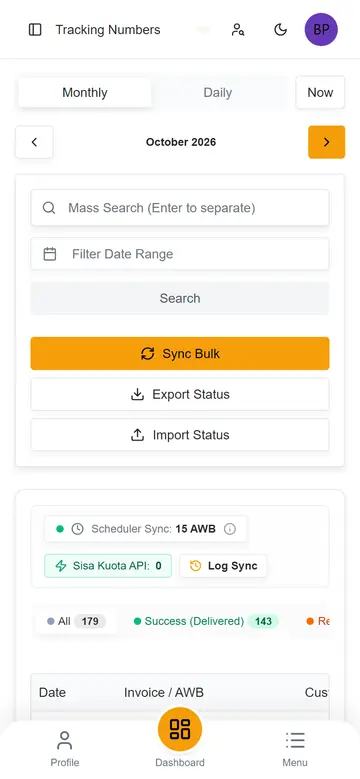 Tracking Numbers
BP
Monthly
Daily
Now
October 2026
Mass Search (Enter to separate)
Filter Date Range
Search
Sync Bulk
Export Status
Import Status
Scheduler Sync: 15 AWB
Sisa Kuota API: 0
Log Sync
All 179
Success (Delivered) 143
Re
Date
Invoice / AWB
Cus
Profile
Dashboard
Menu